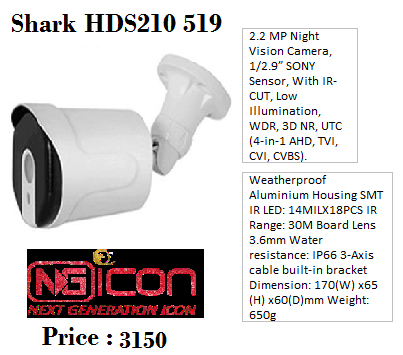 Shark HDS210 519
2.2 MP Night
Vision Camera,
1/2.9” SONY
Sensor, With IR-
CUT, Low
Illumination,
WDR, 3D NR, UTC
(4-in-1 AHD, TVI,
CVI, CVBS).
Weatherproof
Aluminium Housing SMT
IR LED: 14MILX18PCS IR
Range: 30M Board Lens
3.6mm Water
resistance: IP66 3-Axis
cable built-in bracket
Dimension: 170(W) x65
(H) x60(D)mm Weight:
650g
NG ICON
NEXT GENERATION ICON
Price : 3150